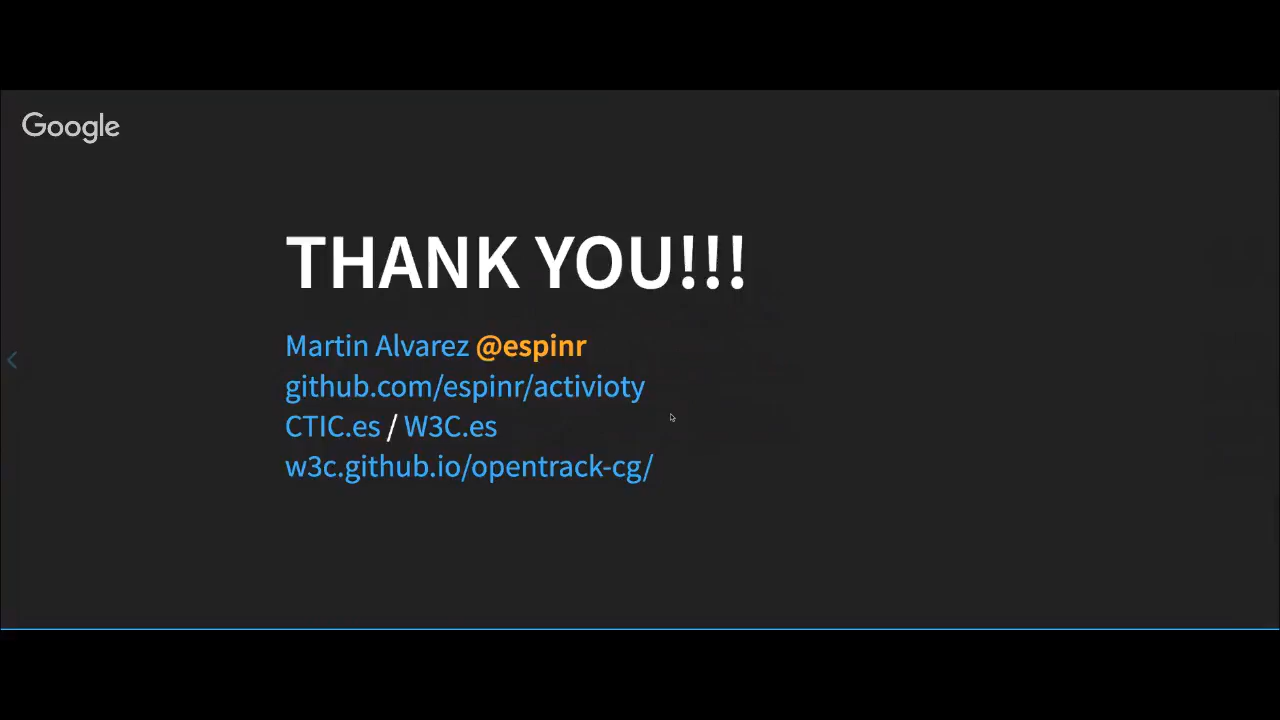 Google
THANK YOU!!!
Martin Alvarez @espinr
github.com/espinr/activioty
CTIC.es / W3C.es
w3c.github.io/opentrack-cg/